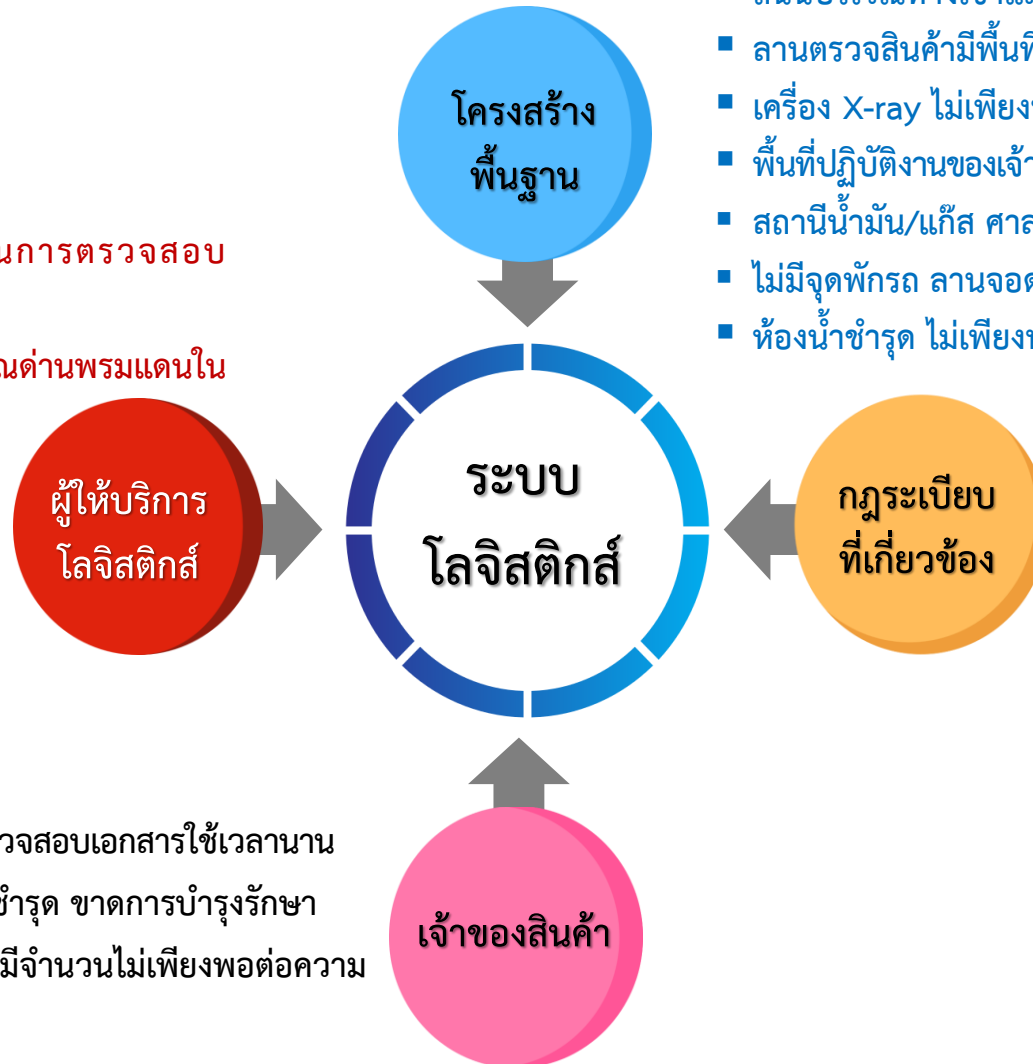 ลานตรวจสินค้ามีพื้นที่
เครื่อง X-ray ไม่เพียง
พื้นที่ปฏิบัติงานของเจ้า
สถานีน้ำมัน/แก๊ส ศาล
ไม่มีจุดพักรถ ลานจอด
ห้องน้ำชำรุด ไม่เพียง
โครงสร้าง
พื้นฐาน
นการตรวจสอบ
ณด่านพรมแดนใน
ผู้ให้บริการ
โลจิสติกส์
ระบบ
โลจิสติกส์
กฎระเบียบ
ที่เกี่ยวข้อง
วจสอบเอกสารใช้เวลานาน
ชำรุด ขาดการบำรุงรักษา
มีจำนวนไม่เพียงพอต่อความ
เจ้าของสินค้า